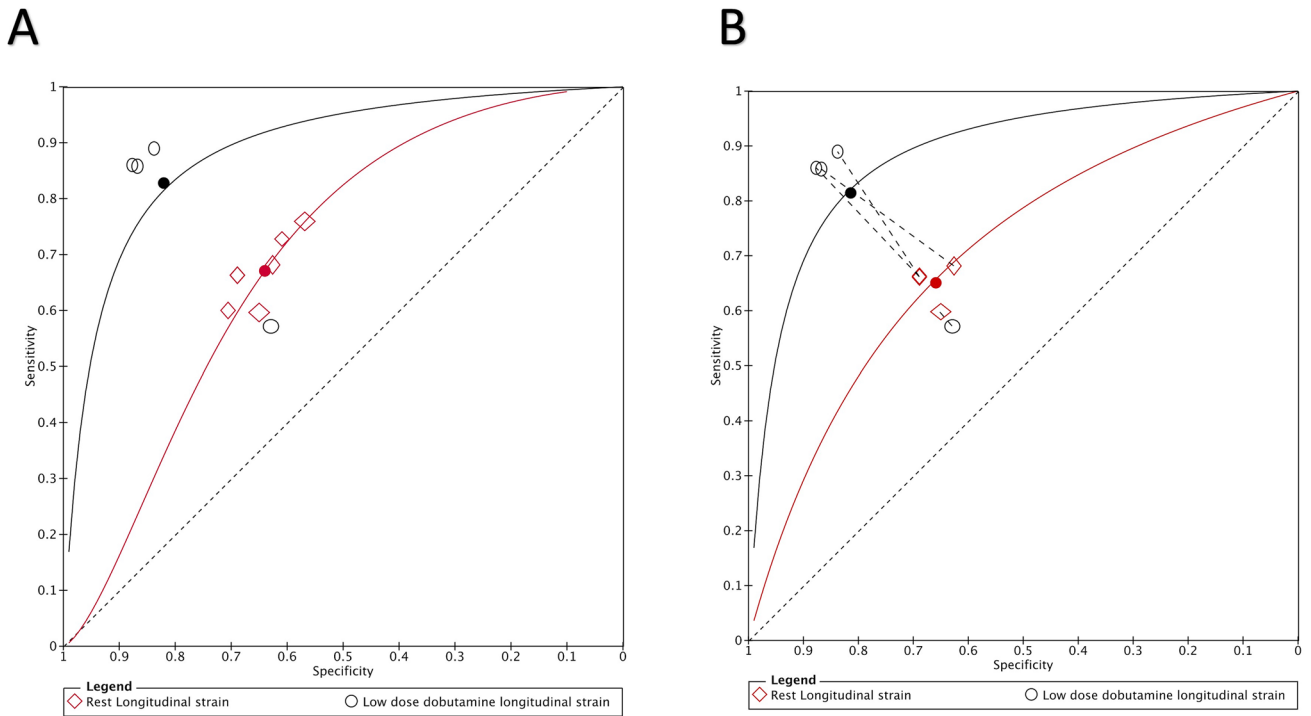 A
B
1
0.9
0.8
0.7
0.6
0.5
0.4
0.3
0.2
0.1
0
Sensitivity
1 0.9 0.8 0.7 0.6 0.5 0.4 0.3 0.2 0.1 0
Specificity
Legend
Rest Longitudinal strain Low dose dobutamine longitudinal strain
1
0.9
0.8
0.7
0.6
0.5
0.4
0.3
0.2
0.1
0
Sensitivity
1 0.9 0.8 0.7 0.6 0.5 0.4 0.3 0.2 0.1 0
Specificity
Legend
Rest Longitudinal strain Low dose dobutamine longitudinal strain